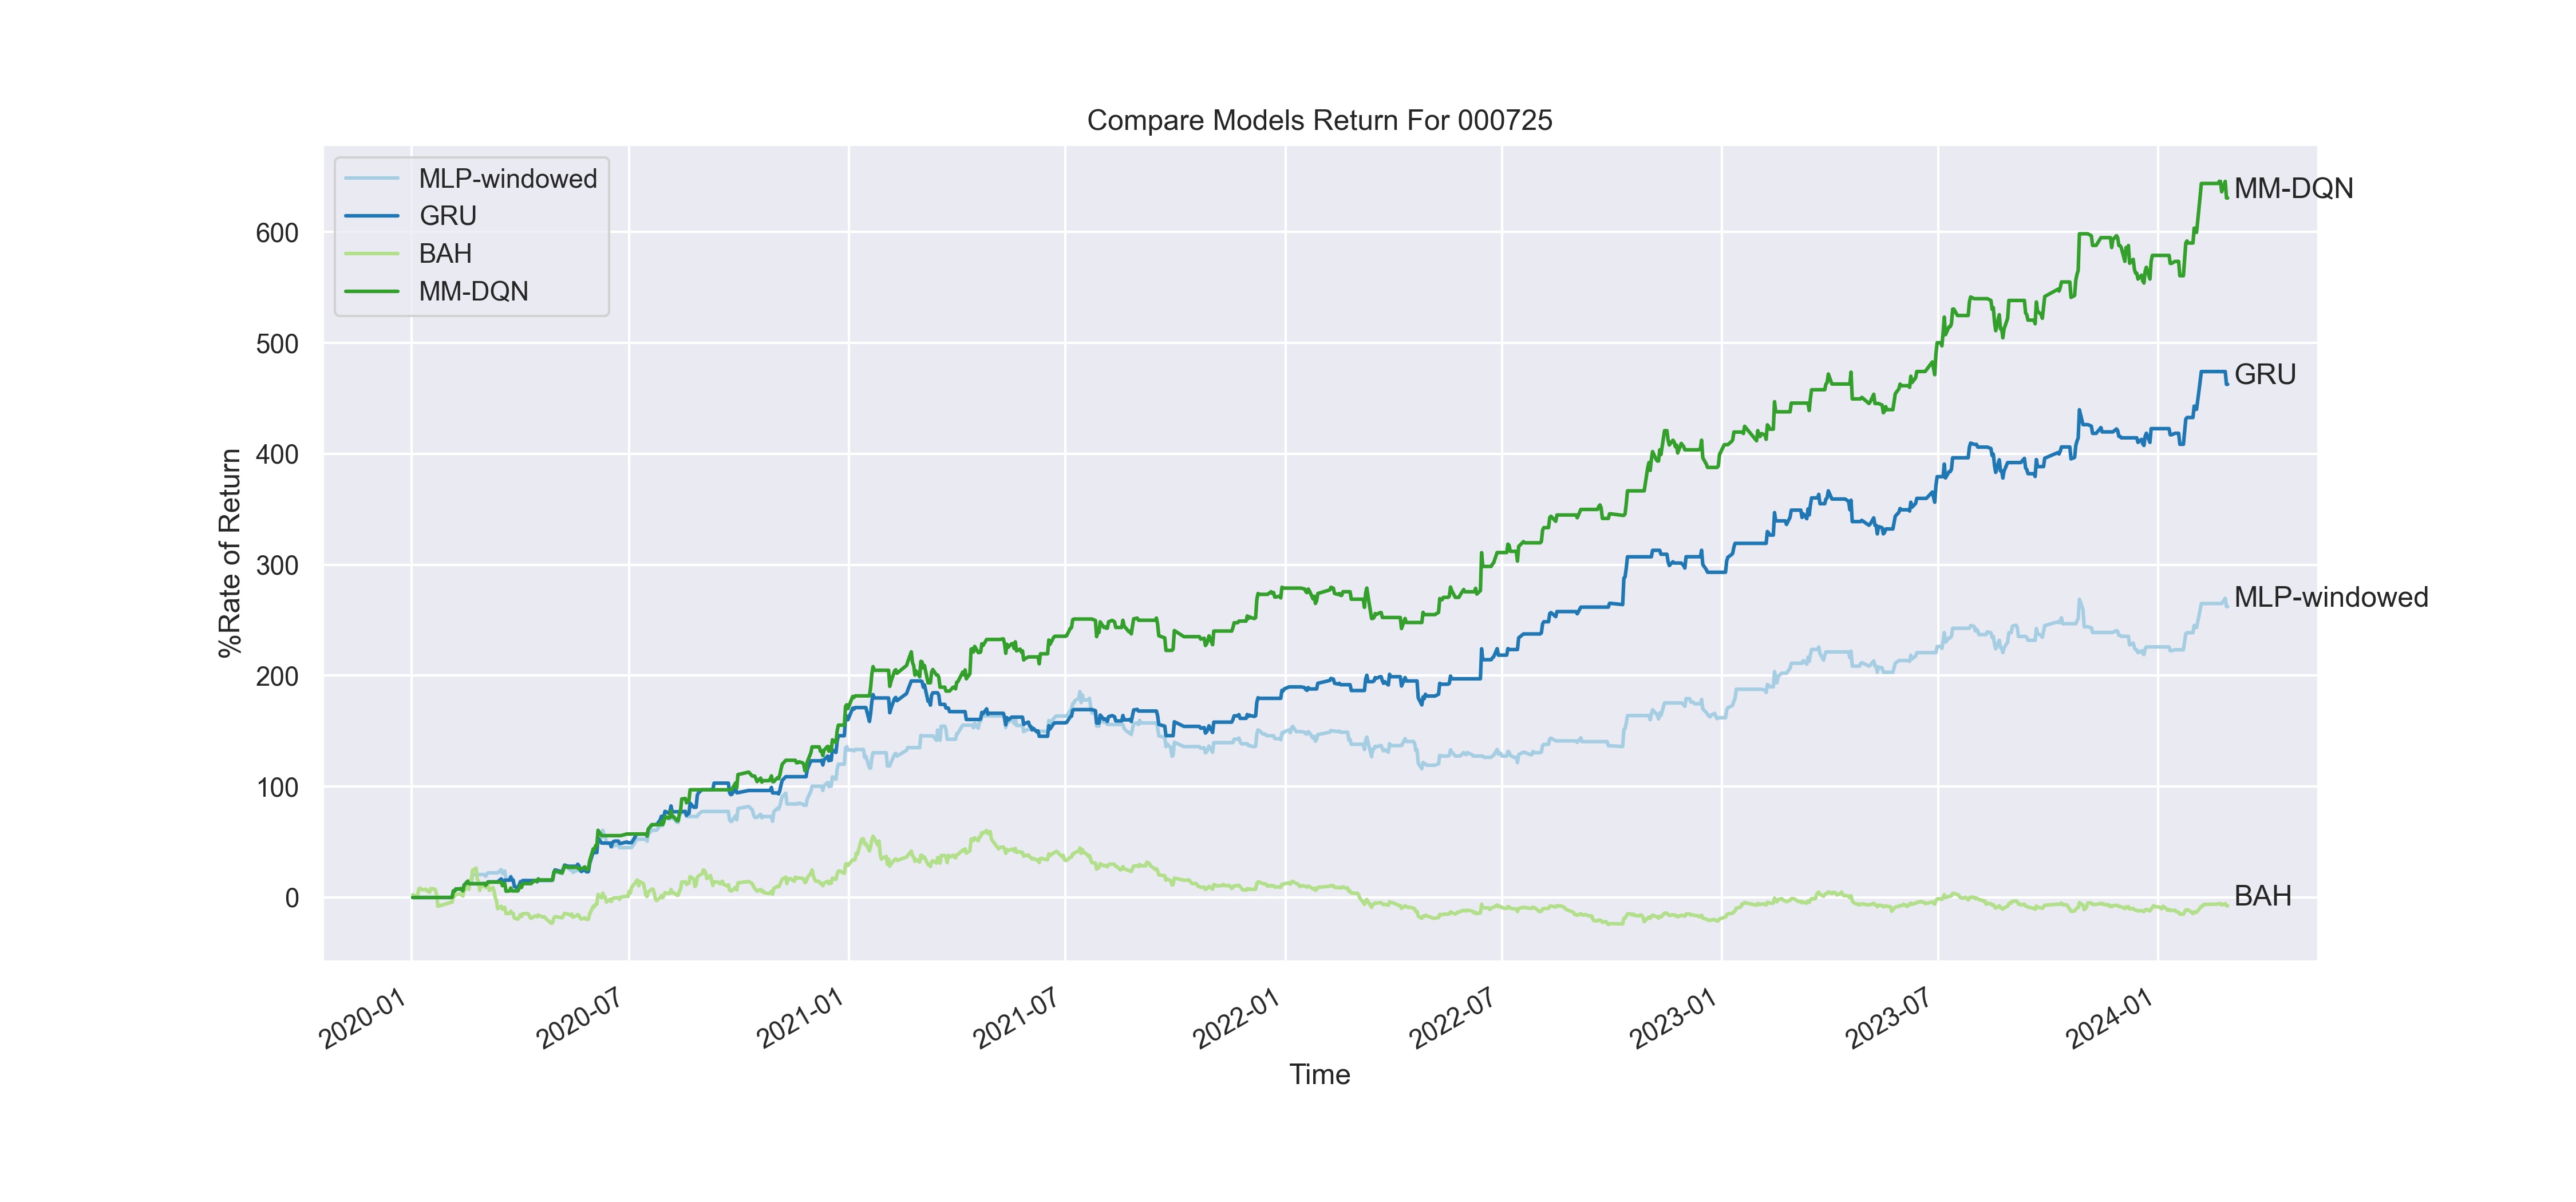 Compare Models Return For 000725
MLP-windowed
GRU
BAH
MM-DQN
%Rate of Return
600
500
400
300
200
100
0
MM-DQN
GRU
MLP-windowed
BAH
2020-01
2020-07
2021-01
2021-07
2022-01
2022-07
2023-01
2023-07
2024-01
Time